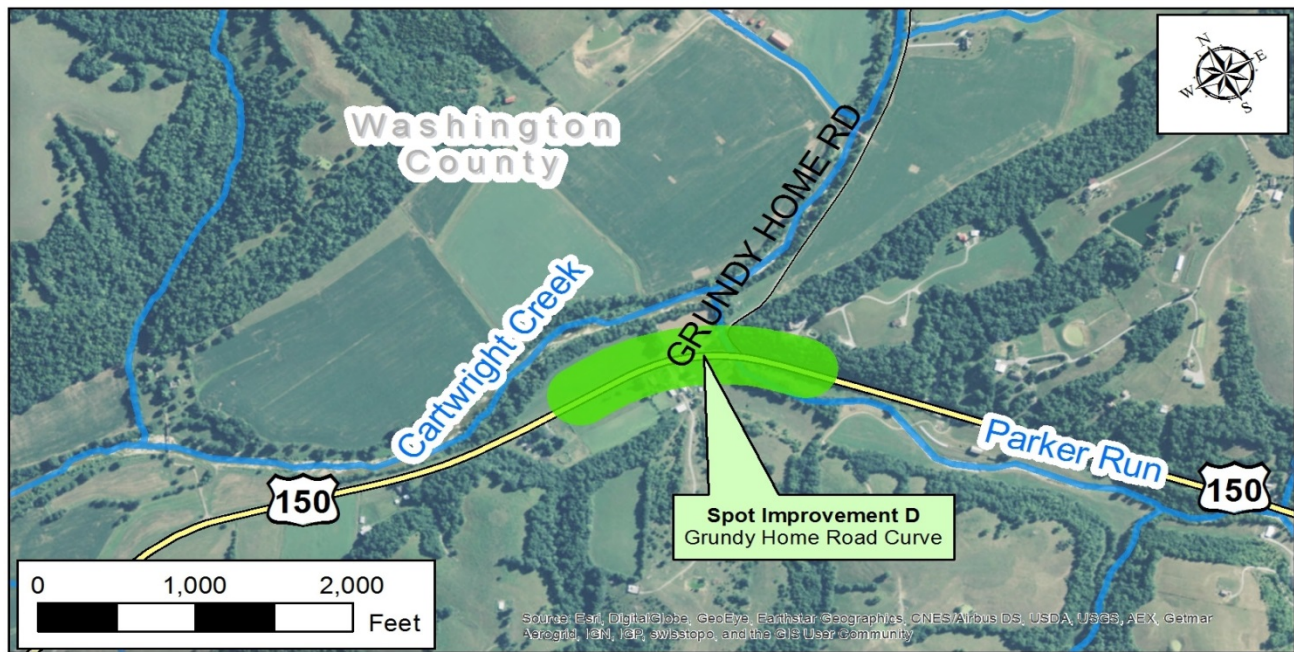 Washington
County
N
E
W
S
GRUNDY HOME RD
Cartwright Creek
Parker Run
150
150
Spot Improvement D
Grundy Home Road Curve
0 1,000 2,000
Feet
Source: Esri, DigitalGlobe, GeoEye, Earthstar Geographics, CNES/Airbus DS, USDA, USGS, AEX, Getmapping,
Aerogrid, IGN, IGP, swisstopo, and the GIS User Community